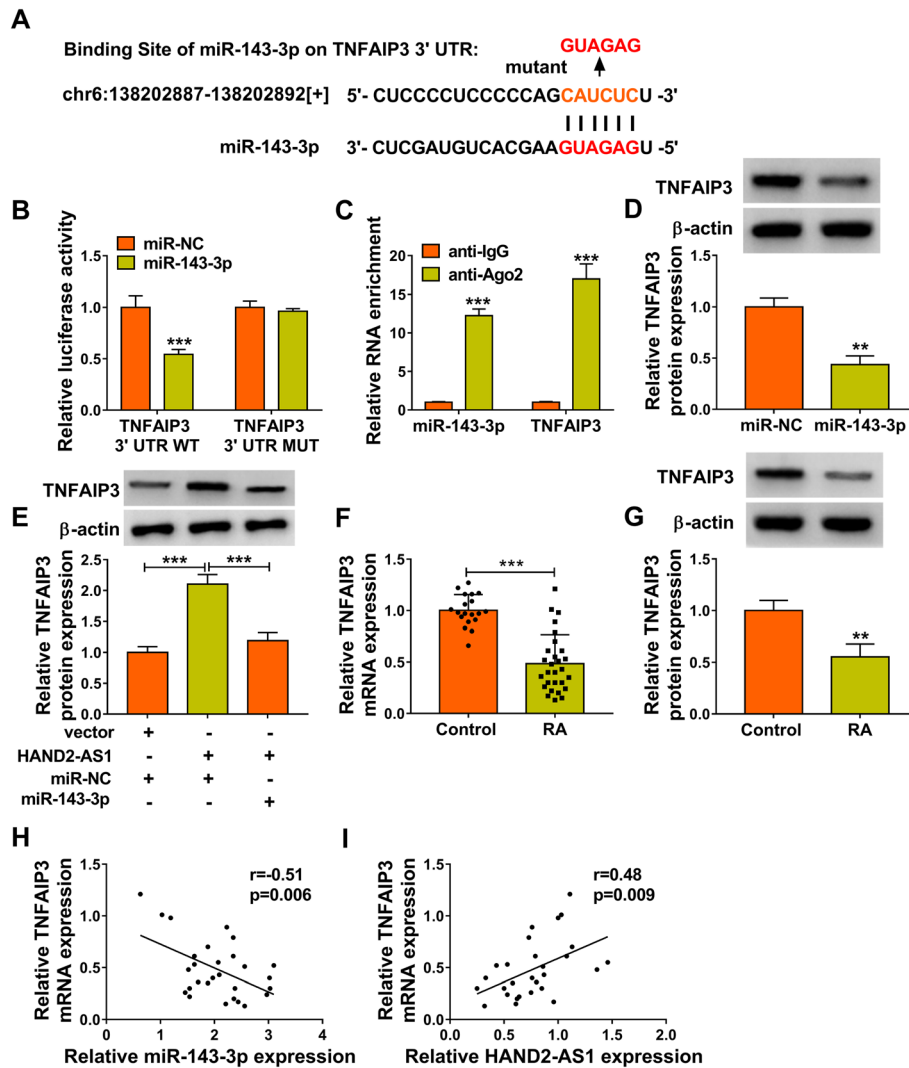 A
Binding Site of miR-143-3p on TNFAIP3 3' UTR:
GUAGAG
mutant
chr6:138202887-138202892[+] 5'- CUCCCCUCCCCCAGCAUCUCU -3'
miR-143-3p 3'- CUCGAUGUCACGAAGUAGAGU -5'
B
miR-NC
miR-143-3p
Relative luciferase activity
1.5
1.0
0.5
0.0
***
TNFAIP3 TNFAIP3
3' UTR WT 3' UTR MUT
C
anti-IgG
anti-Ago2
Relative RNA enrichment
20
15
10
5
0
*** ***
miR-143-3p TNFAIP3
D
TNFAIP3
β-actin
Relative TNFAIP3
protein expression
1.5
1.0
0.5
0.0
**
miR-NC miR-143-3p
E
TNFAIP3
β-actin
Relative TNFAIP3
protein expression
2.5
2.0
1.5
1.0
0.5
0.0
*** ***
vector + - -
HAND2-AS1 - + +
miR-NC + + -
miR-143-3p - - +
F
Relative TNFAIP3
mRNA expression
1.5
1.0
0.5
0.0
***
Control RA
G
TNFAIP3
β-actin
Relative TNFAIP3
protein expression
1.5
1.0
0.5
0.0
**
Control RA
H
Relative TNFAIP3
mRNA expression
1.5
1.0
0.5
0.0
r=-0.51
p=0.006
0 1 2 3 4
Relative miR-143-3p expression
I
Relative TNFAIP3
mRNA expression
1.5
1.0
0.5
0.0
r=0.48
p=0.009
0.0 0.5 1.0 1.5 2.0
Relative HAND2-AS1 expression